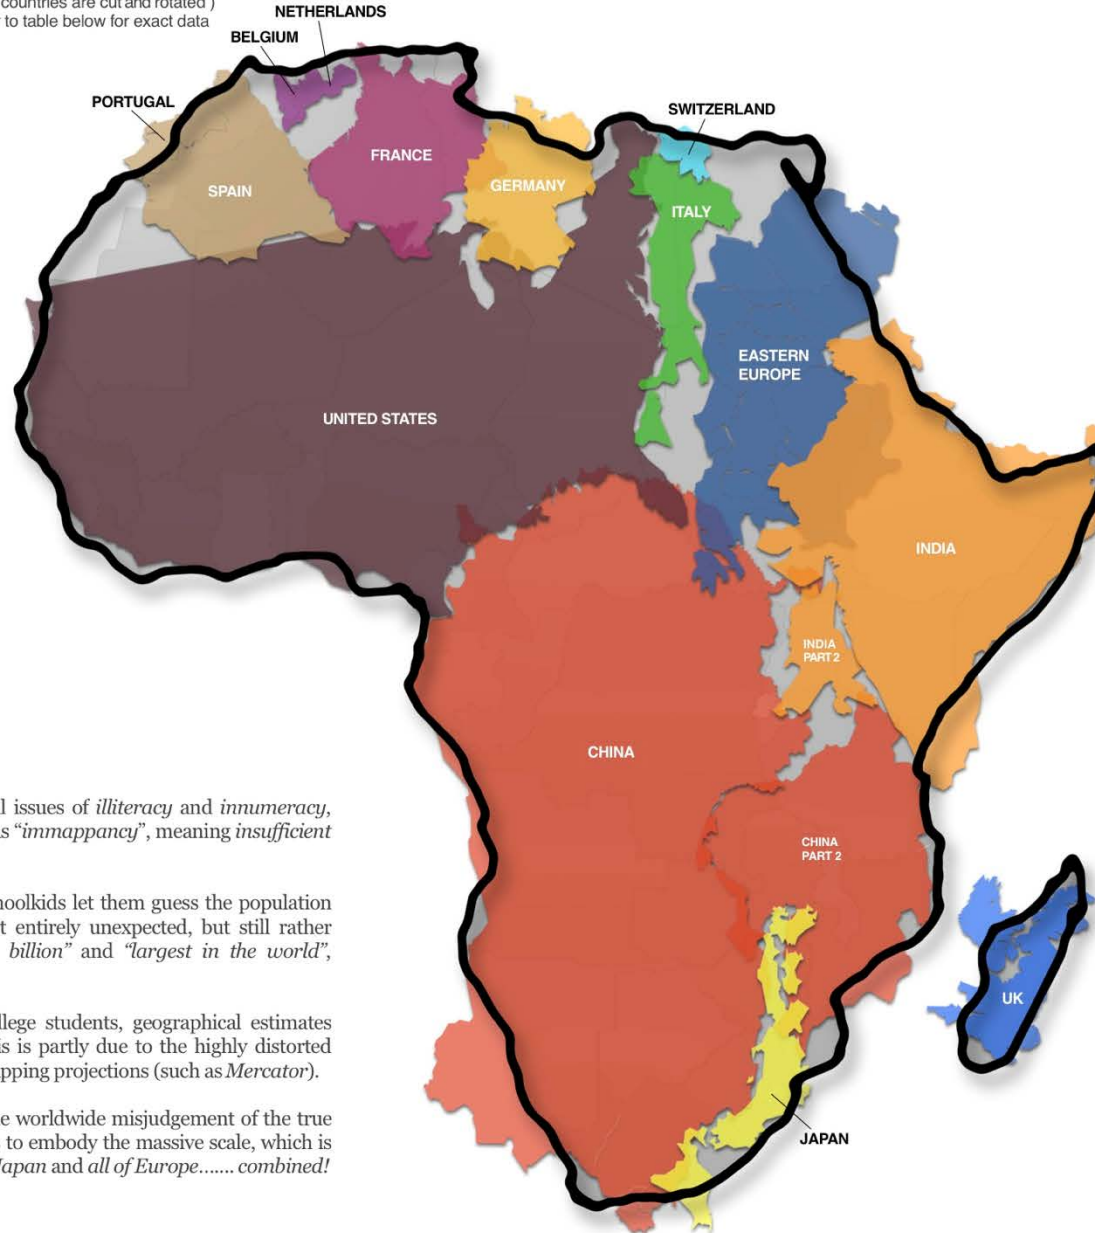 countries are cut and rotated )
to table below for exact data
NETHERLANDS
BELGIUM
PORTUGAL
SWITZERLAND
FRANCE
GERMANY
SPAIN
ITALY
EASTERN
EUROPE
UNITED STATES
INDIA
INDIA
PART 2
CHINA
CHINA
PART 2
UK
JAPAN
l issues of illiteracy and innumeracy,
as “immappancy”, meaning insufficient
hoolkids let them guess the population
t entirely unexpected, but still rather
billion” and “largest in the world”,
llege students, geographical estimates
is is partly due to the highly distorted
pping projections (such as Mercator).
e worldwide misjudgement of the true
to embody the massive scale, which is
Japan and all of Europe....... combined!